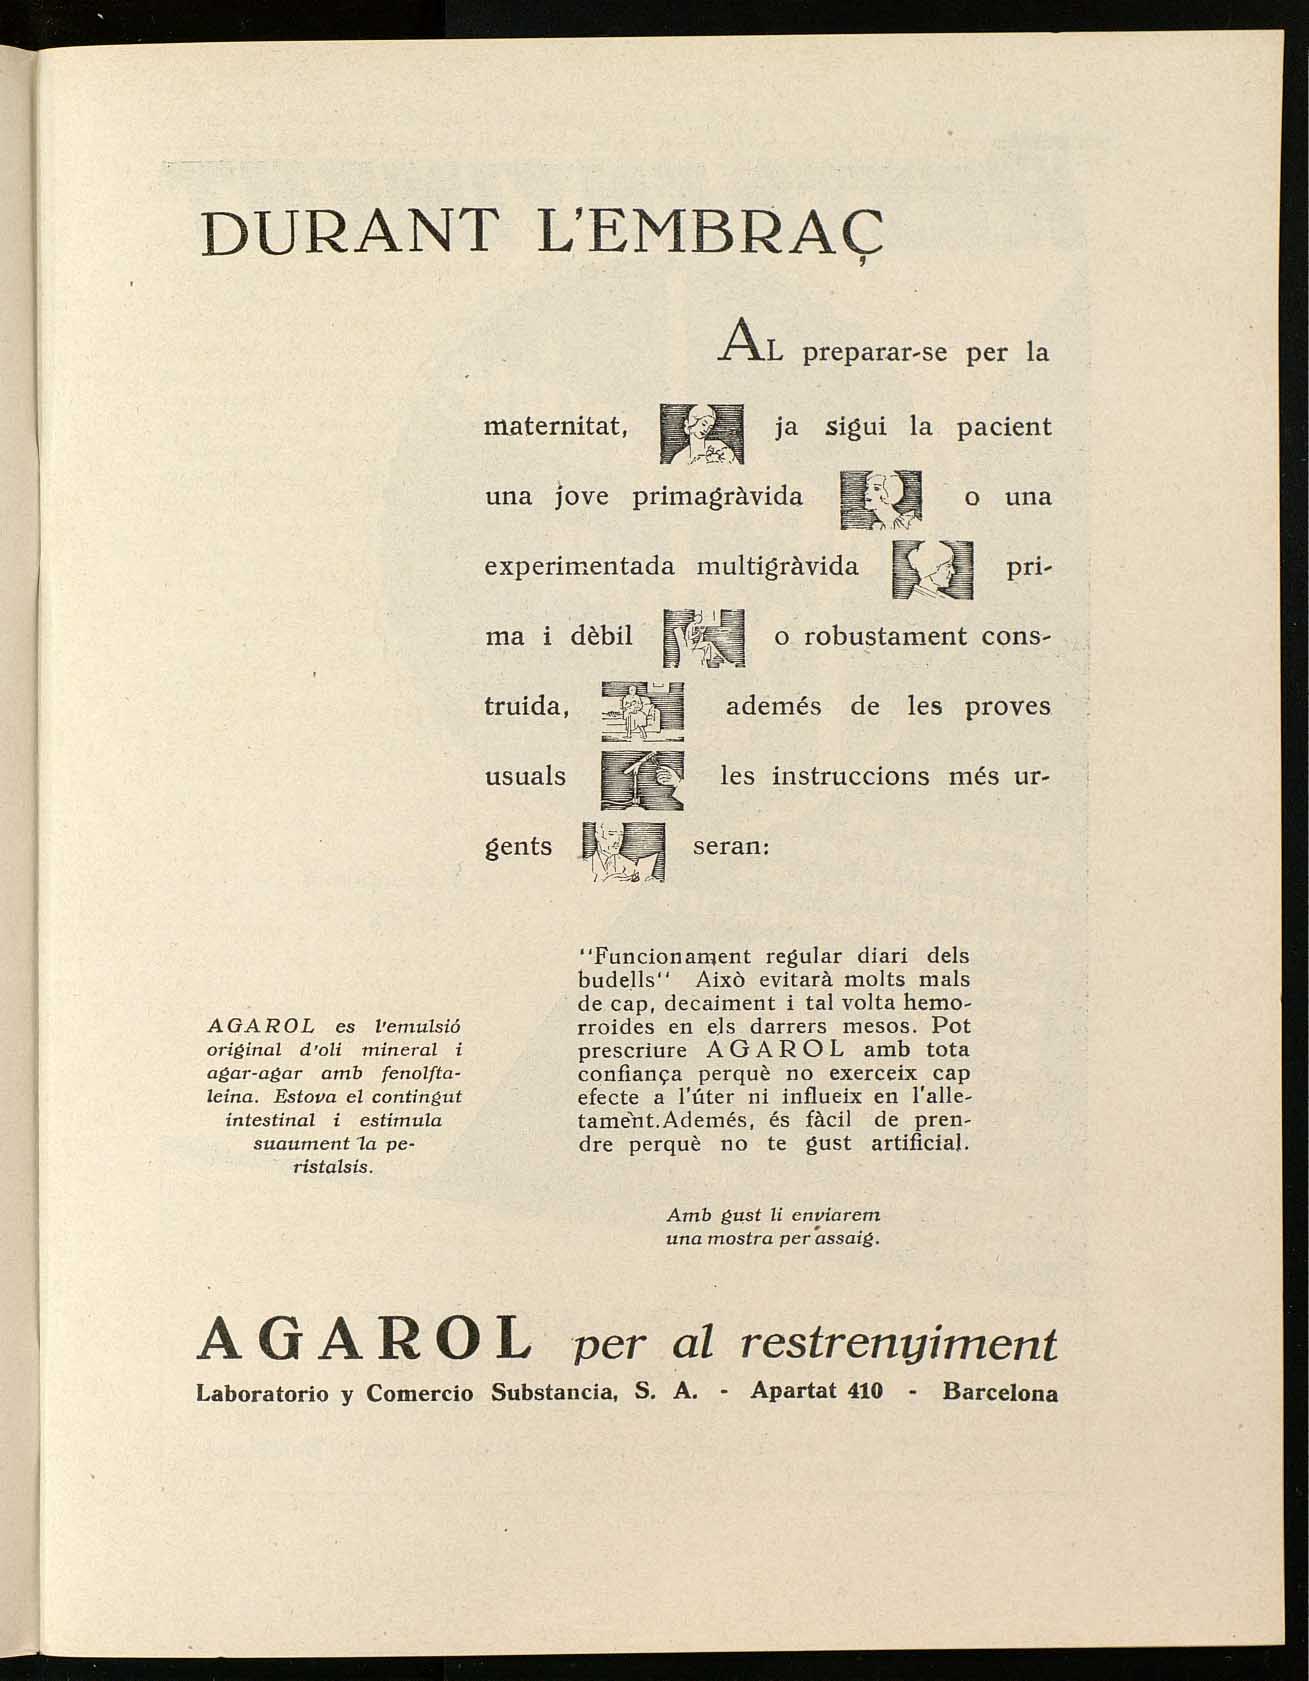 DURANT L'EMBRAÇ
AL preparar-se per la
maternitat, ja sigui la pacient
una jove primagràvida o una
experimentada multigràvida pri-
ma i dèbil o robustament cons-
truida, ademés de les proves
usuals les instruccions més ur-
gents seran:
"Funcionament regular diari dels
budells" Això evitarà molts mals
de cap, decaiment i tal volta hemo-
rroides en els darrers mesos. Pot
prescriure AGAROL amb tota
confiança perquè no exerceix cap
efecte a l'úter ni influeix en l'alle-
tament. Ademés, és fàcil de pren-
dre perquè no te gust artificial.
AGAROL es l'emulsió
original d'oli mineral i
agar-agar amb fenolfta-
leina. Estova el contingut
intestinal i estimula
suaument la pe-
ristalsis.
Amb gust li enviarem
una mostra per assaig.
AGAROL per al restrenyiment
Laboratorio y Comercio Substancia, S. A. - Apartat 410 - Barcelona